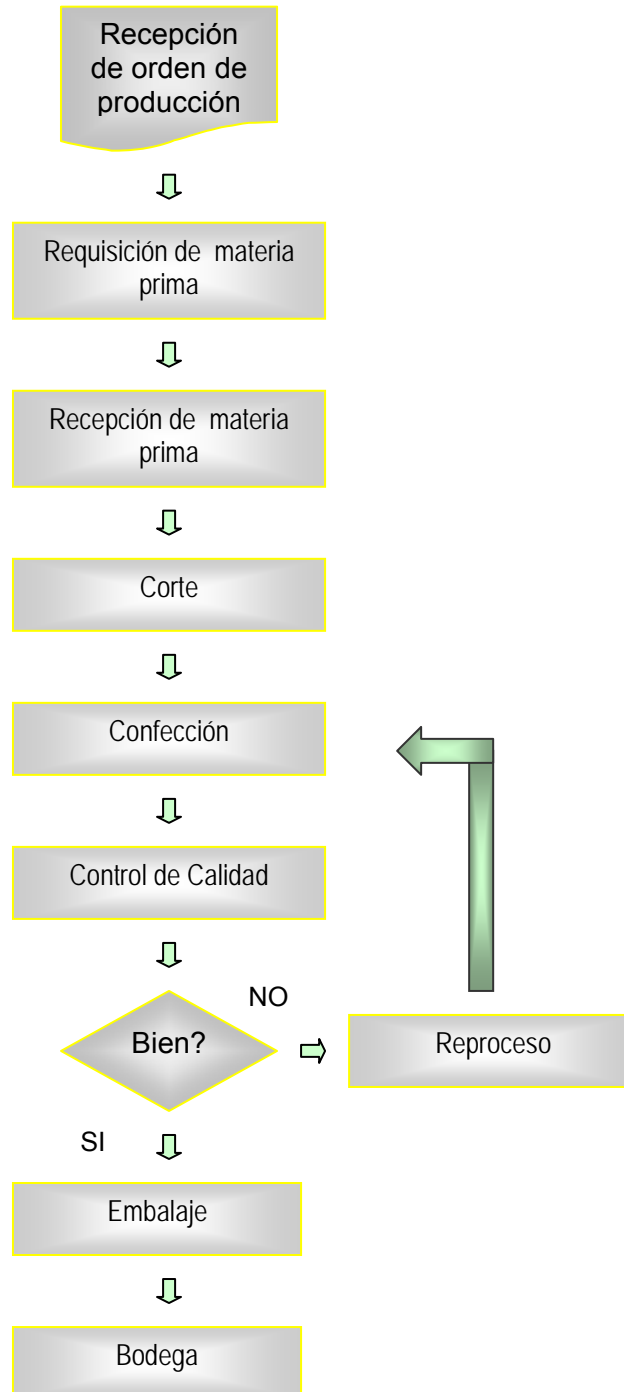 Recepción
de orden de
producción
Requisición de materia
prima
Recepción de materia
prima
Corte
Confección
Control de Calidad
NO
Bien?
Reproceso
SI
Embalaje
Bodega